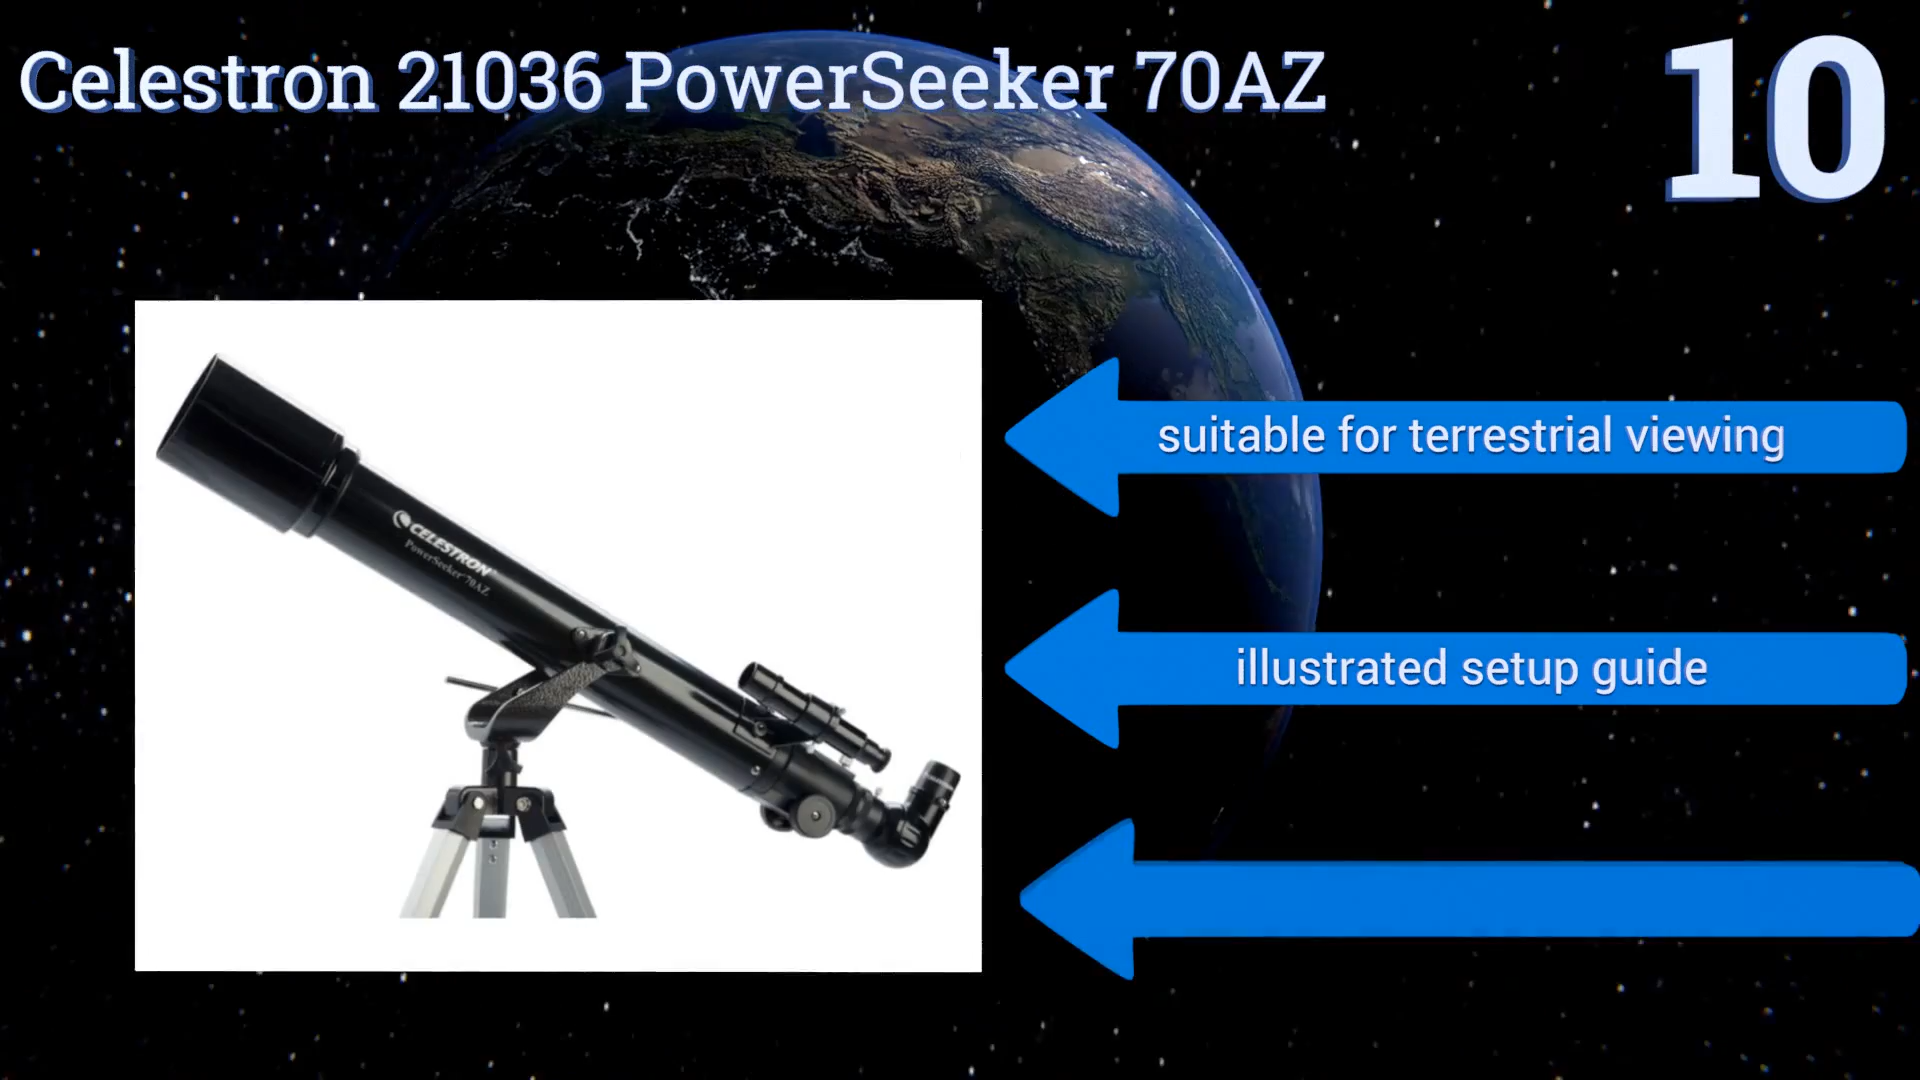 Celestron 21036 PowerSeeker 70AZ
10
suitable for terrestrial viewing
illustrated setup guide
CELESTRON
PowerSeeker 70AZ